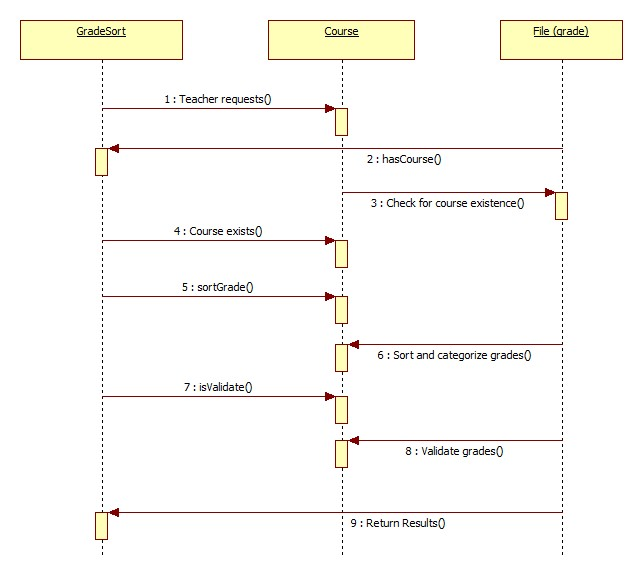 GradeSort
Course
File (grade)
1 : Teacher requests()
2 : hasCourse()
3 : Check for course existence()
4 : Course exists()
5 : sortGrade()
6 : Sort and categorize grades()
7 : isValidate()
8 : Validate grades()
9 : Return Results()